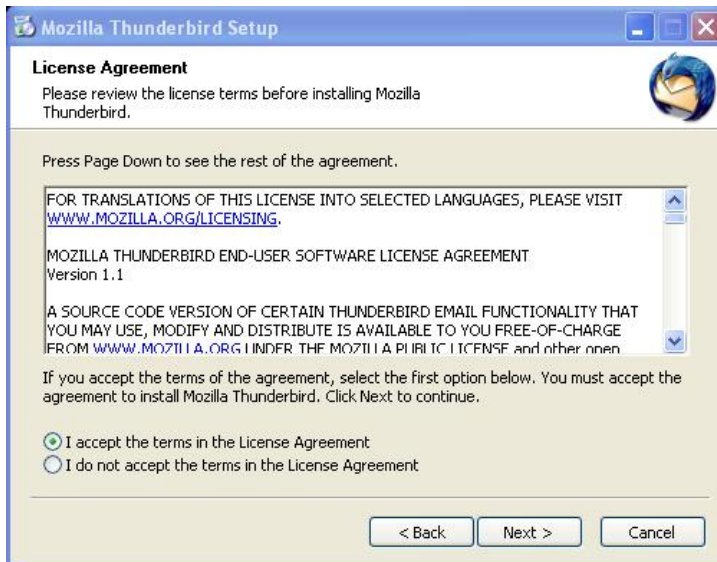 Mozilla Thunderbird Setup
License Agreement
Please review the license terms before installing Mozilla
Thunderbird.
Press Page Down to see the rest of the agreement.
FOR TRANSLATIONS OF THIS LICENSE INTO SELECTED LANGUAGES, PLEASE VISIT
WWW.MOZILLA.ORG/LICENSING.
MOZILLA THUNDERBIRD END-USER SOFTWARE LICENSE AGREEMENT
Version 1.1
A SOURCE CODE VERSION OF CERTAIN THUNDERBIRD EMAIL FUNCTIONALITY THAT
YOU MAY USE, MODIFY AND DISTRIBUTE IS AVAILABLE TO YOU FREE-OF-CHARGE
FROM WWW.MOZILLA.ORG UNDER THE MOZILLA PUBLIC LICENSE and other open
If you accept the terms of the agreement, select the first option below. You must accept the
agreement to install Mozilla Thunderbird. Click Next to continue.
I accept the terms in the License Agreement
I do not accept the terms in the License Agreement
< Back Next > Cancel